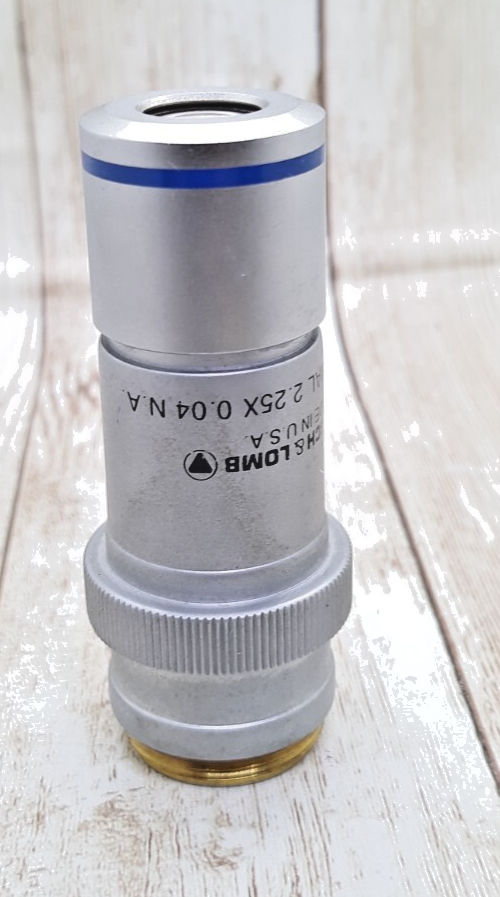 CH & LOMB
E IN U.S.A.
AL 2.25X 0.04 N.A.